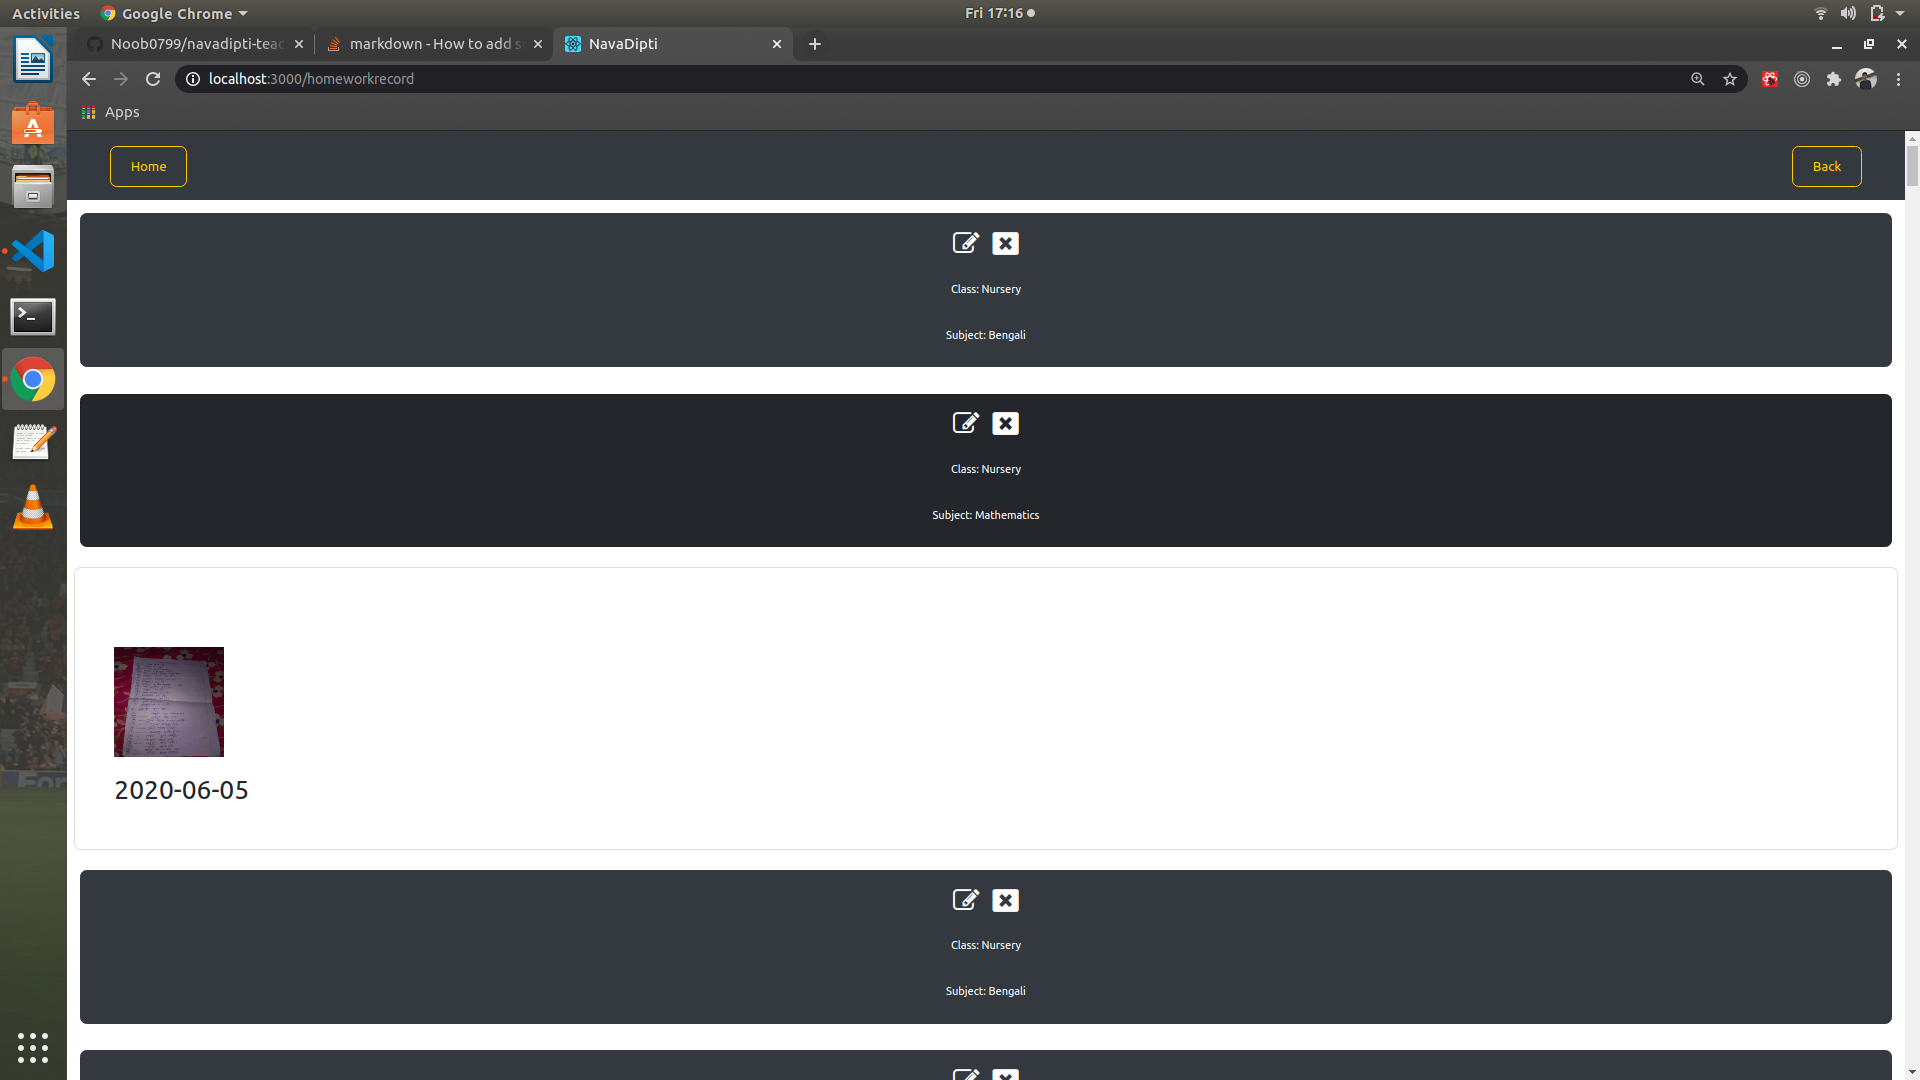 Activities Google Chrome Fri 17:16
Noob0799/navadipti-teac markdown - How to add s NavaDipti
localhost:3000/homeworkrecord
Apps
Home Back
Class: Nursery
Subject: Bengali
Class: Nursery
Subject: Mathematics
2020-06-05
Class: Nursery
Subject: Bengali